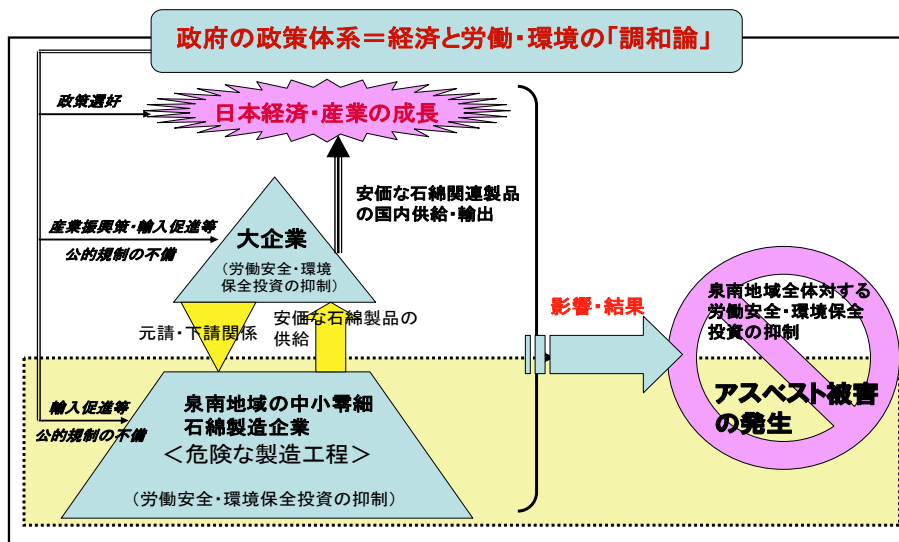 政府の政策体系＝経済と労働・環境の「調和論」
政策選好
日本経済・産業の成長
安価な石綿関連製品
の国内供給・輸出
産業振興策・輸入促進等
公的規制の不備
大企業
（労働安全・環境
保全投資の抑制）
元請・下請関係
安価な石綿製品の
供給
影響・結果
泉南地域全体対する
労働安全・環境保全
投資の抑制
アスベスト被害
の発生
輸入促進等
公的規制の不備
泉南地域の中小零細
石綿製造企業
＜危険な製造工程＞
（労働安全・環境保全投資の抑制）